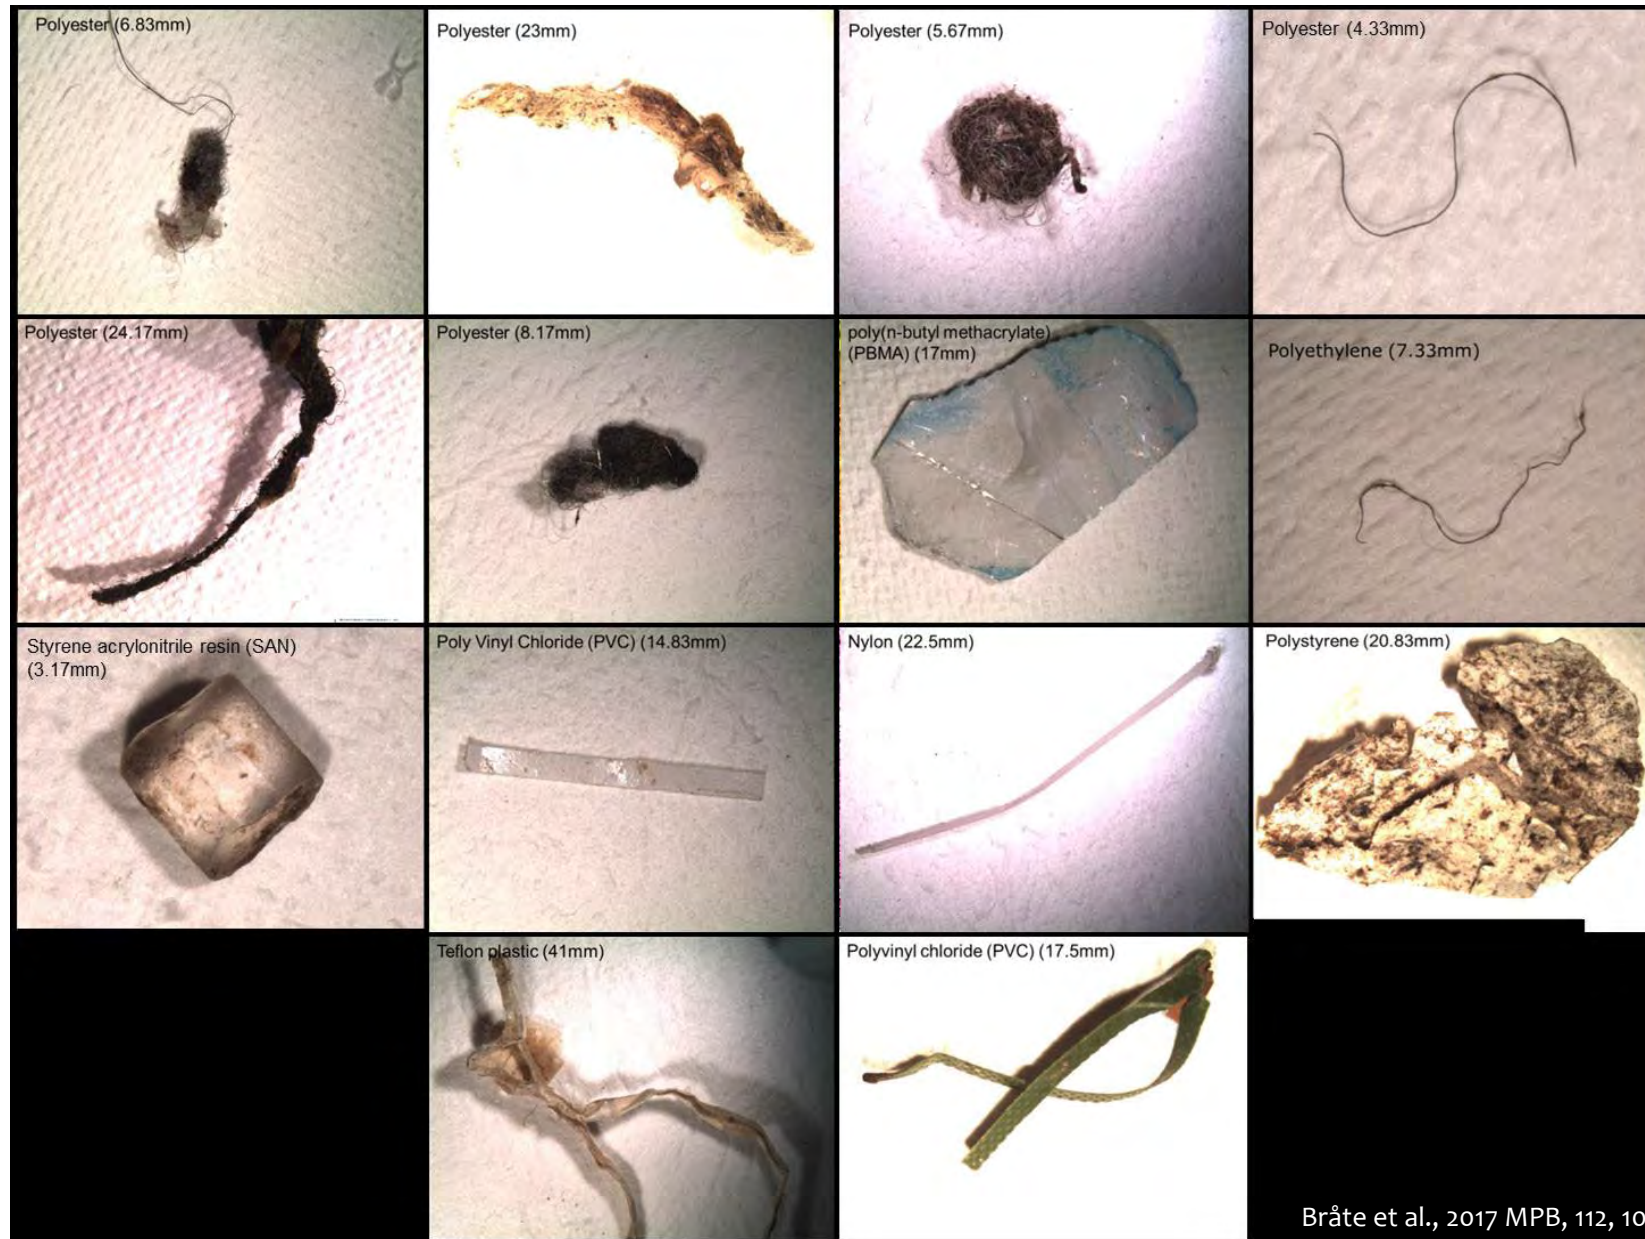 Polyester (6.83mm)
Polyester (23mm)
Polyester (5.67mm)
Polyester (4.33mm)
Polyester (24.17mm)
Polyester (8.17mm)
poly(n-butyl methacrylate)
(PBMA) (17mm)
Polyethylene (7.33mm)
Styrene acrylonitrile resin (SAN)
(3.17mm)
Poly Vinyl Chloride (PVC) (14.83mm)
Nylon (22.5mm)
Polystyrene (20.83mm)
Teflon plastic (41mm)
Polyvinyl chloride (PVC) (17.5mm)
Bråte et al., 2017 MPB, 112, 10